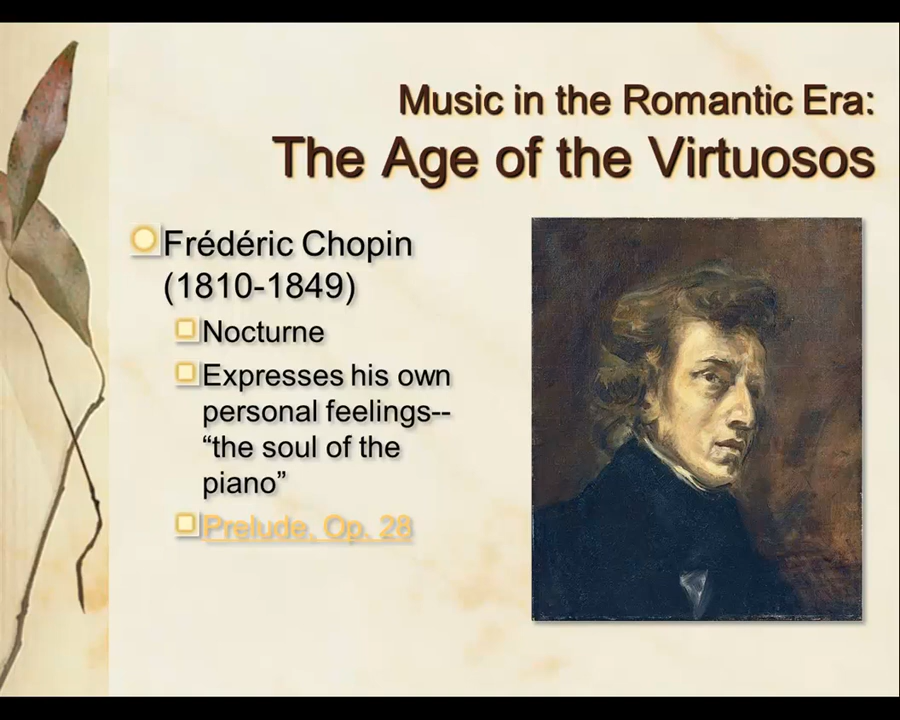 Music in the Romantic Era:
The Age of the Virtuosos
Frédéric Chopin
(1810-1849)
Nocturne
Expresses his own
personal feelings--
“the soul of the
piano”
Prelude, Op. 28